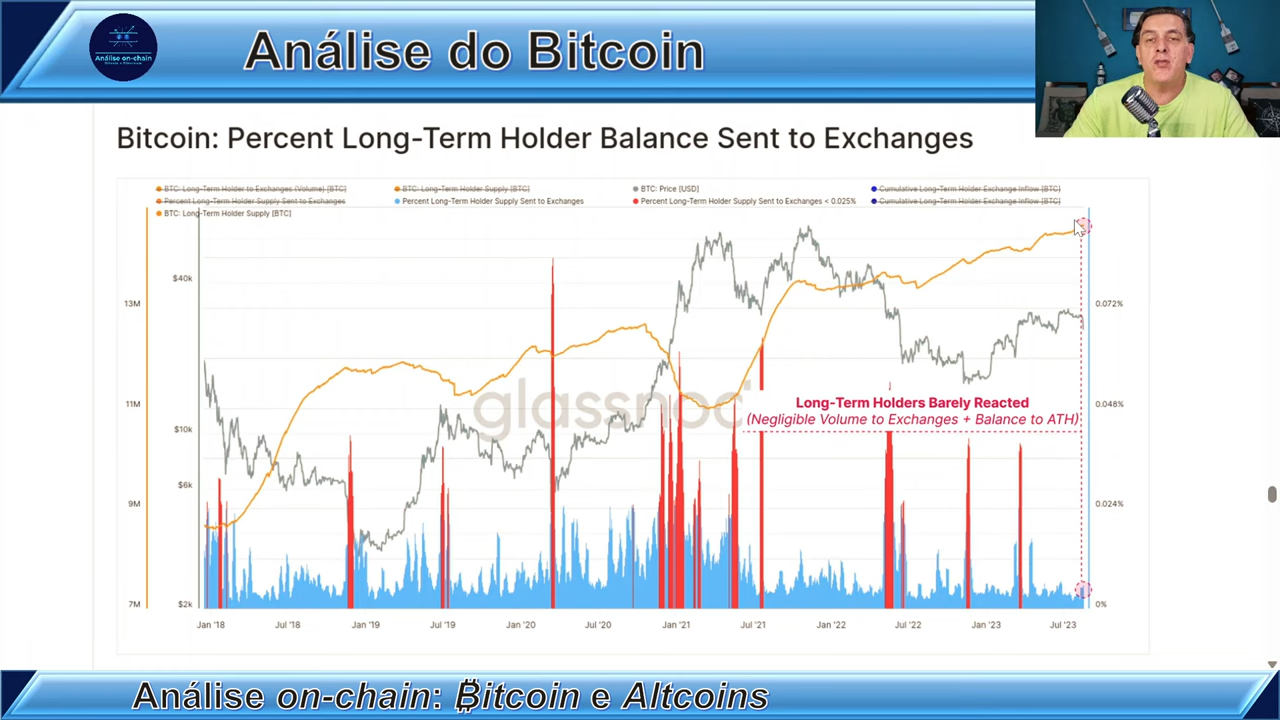 Análise do Bitcoin
Análise on-chain
Bitcoin: Percent Long-Term Holder Balance Sent to Exchanges
BTC: Long-Term Holder to Exchanges (Volume) [BTC]
BTC: Long-Term Holder Supply [BTC]
BTC: Price [USD]
Cumulative Long-Term Holder Exchange Inflow [BTC]
Percent Long-Term Holder Supply Sent to Exchanges
Percent Long-Term Holder Supply Sent to Exchanges
Percent Long-Term Holder Supply Sent to Exchanges < 0.025%
Cumulative Long-Term Holder Exchange Inflow [BTC]
BTC: Long-Term Holder Supply [BTC]
$40k
13M
0.072%
glassnod
Long-Term Holders Barely Reacted
(Negligible Volume to Exchanges + Balance to ATH)
11M
0.048%
$10k
$6k
9M
0.024%
7M
$2k
0%
Jan '18
Jul '18
Jan '19
Jul '19
Jan '20
Jul '20
Jan '21
Jul '21
Jan '22
Jul '22
Jan '23
Jul '23
Análise on-chain: ₿itcoin e Altcoins